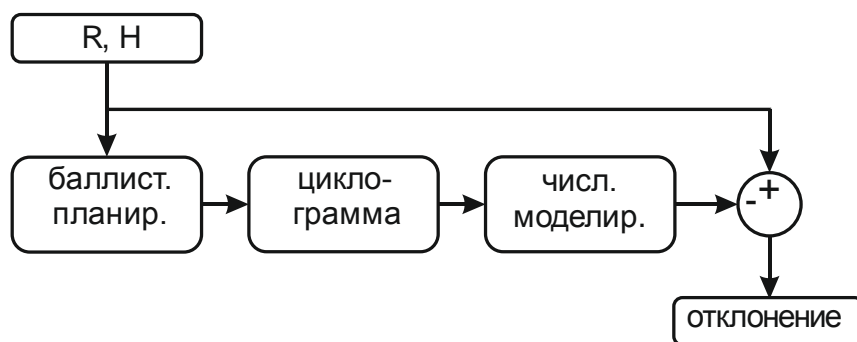 R, H
баллист.
планир.
цикло-
грамма
числ.
моделир.
+
-
отклонение